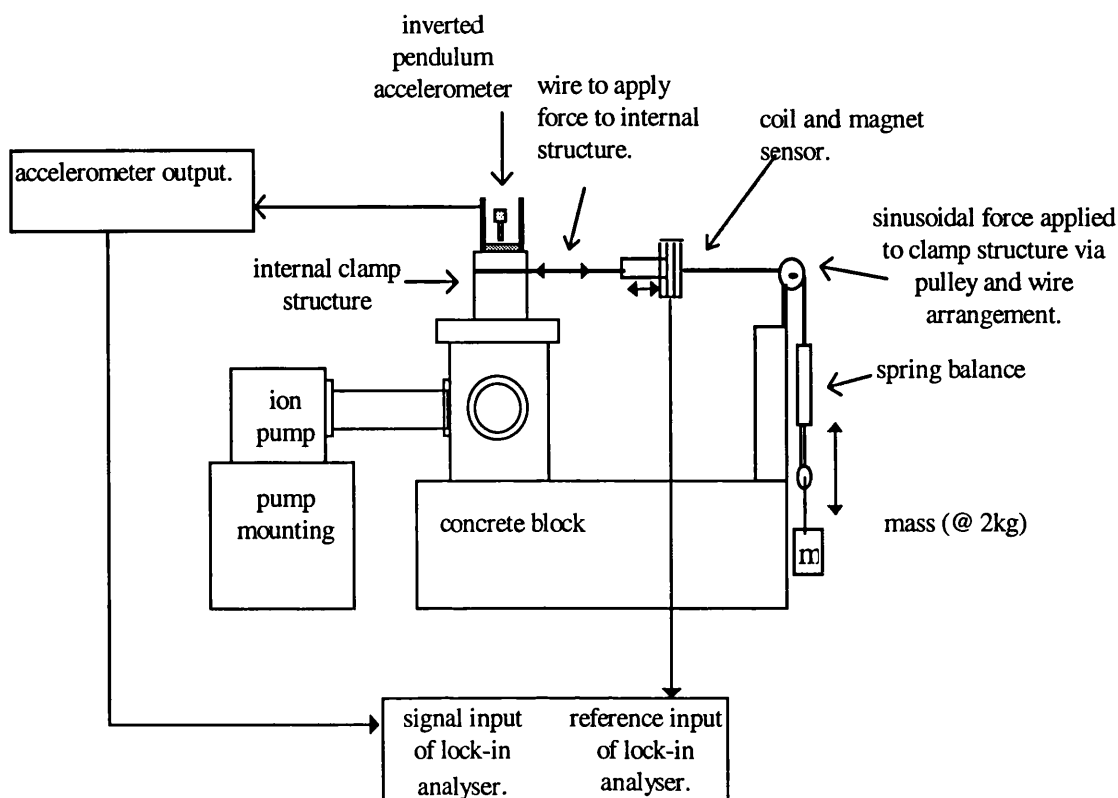 inverted
pendulum
accelerometer
wire to apply
force to internal
structure.
coil and magnet
sensor.
accelerometer output.
sinusoidal force applied
to clamp structure via
pulley and wire
arrangement.
internal clamp
structure
spring balance
ion
pump
pump
mounting
concrete block
mass (@ 2kg)
m
signal input
of lock-in
analyser.
reference input
of lock-in
analyser.